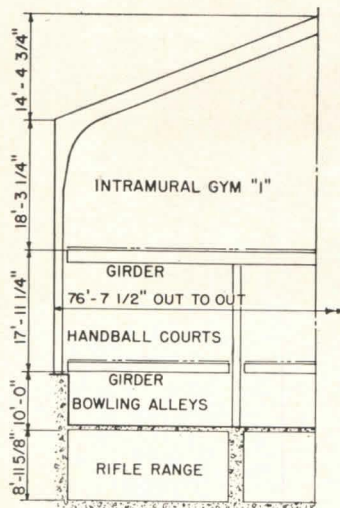 14'-4 3/4"
18'-3 1/4"
INTRAMURAL GYM "I"
17'-11 1/4"
GIRDER
76'-7 1/2" OUT TO OUT
HANDBALL COURTS
GIRDER
10'-0"
BOWLING ALLEYS
8'-11 5/8"
RIFLE RANGE